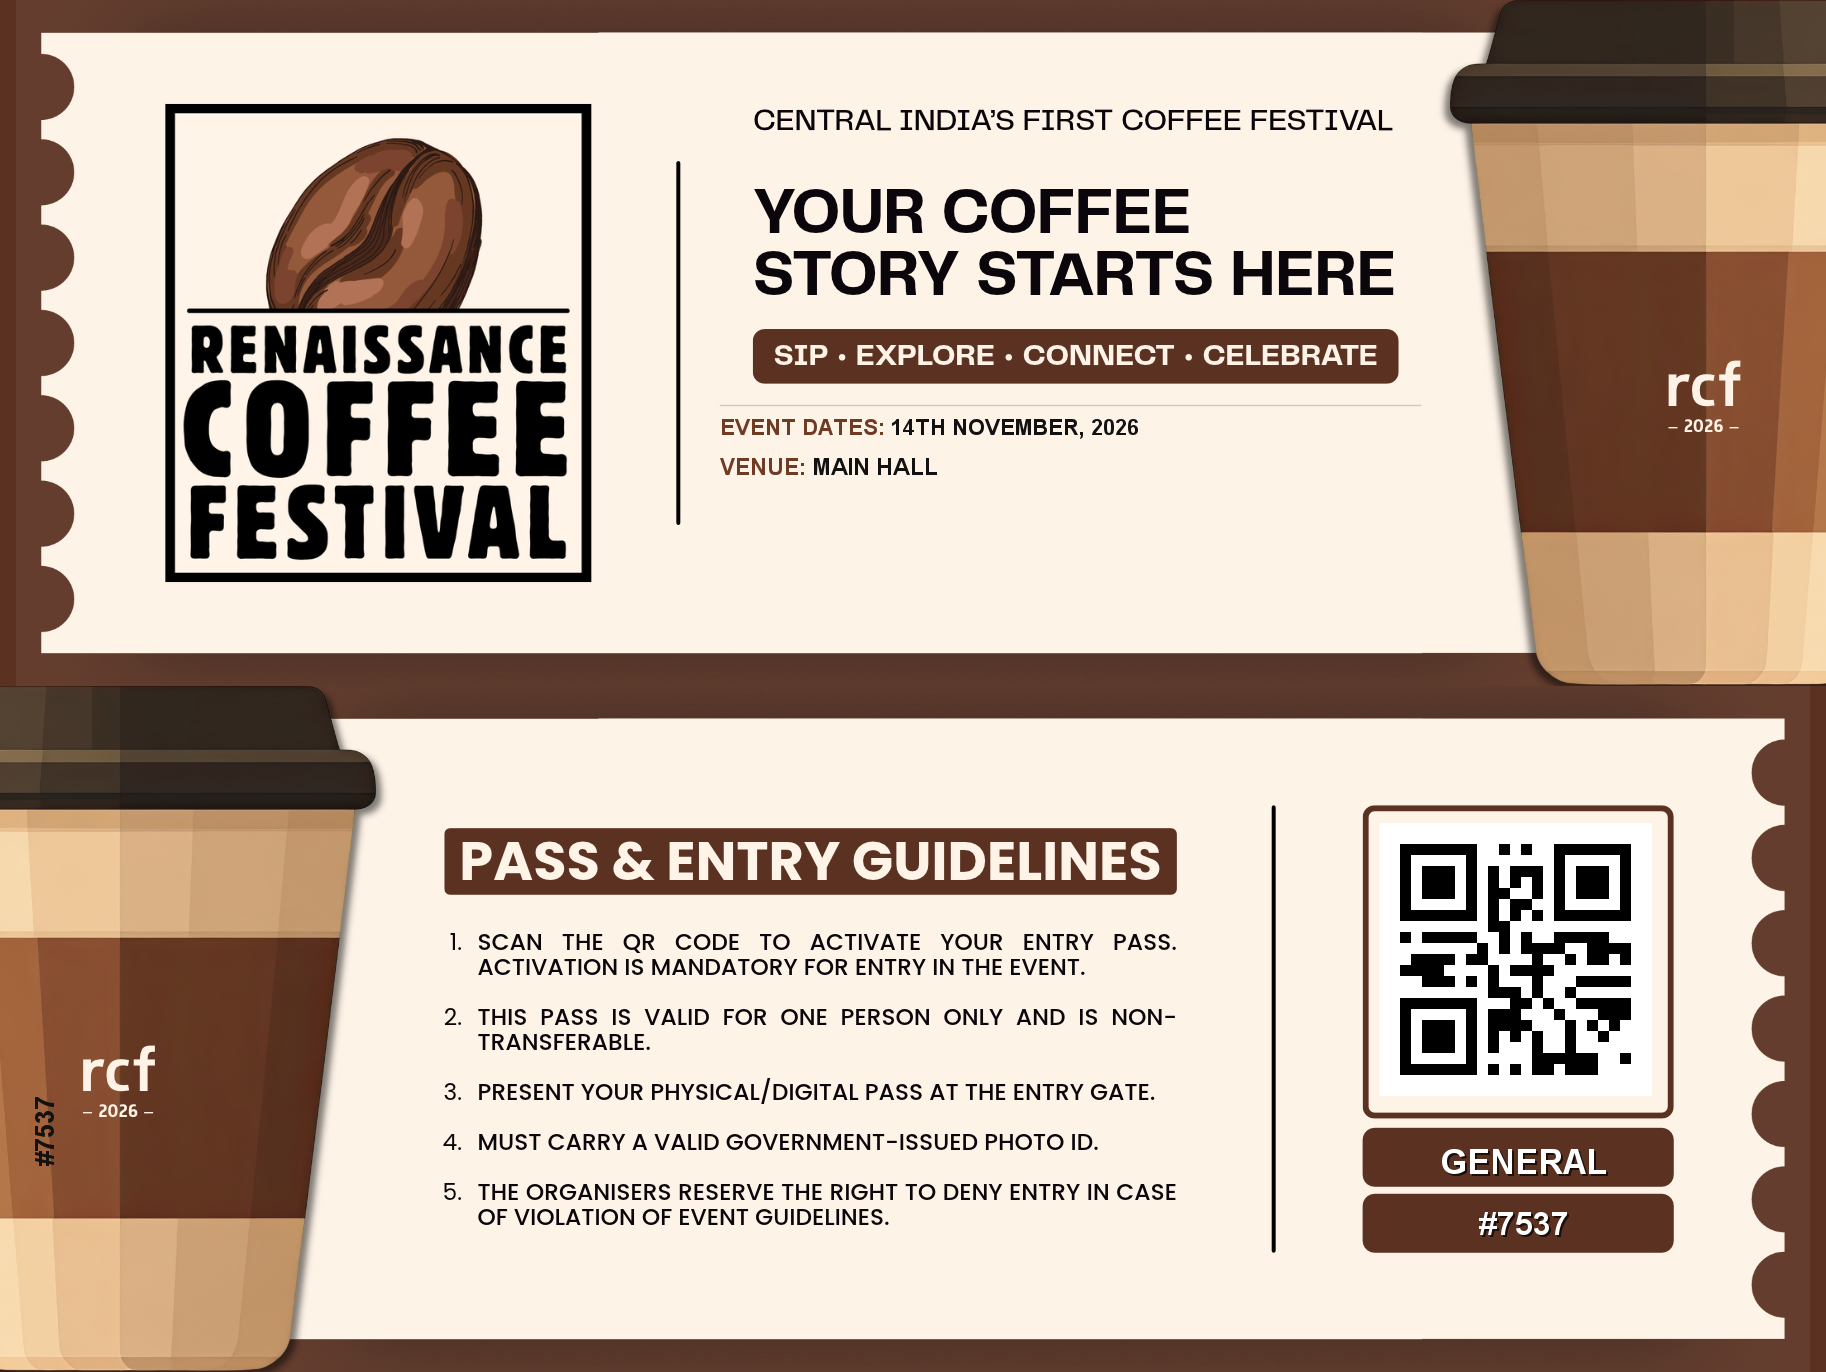 CENTRAL INDIA'S FIRST COFFEE FESTIVAL
YOUR COFFEE
STORY STARTS HERE
SIP • EXPLORE • CONNECT • CELEBRATE
EVENT DATES: 14TH NOVEMBER, 2026
VENUE: MAIN HALL
RENAISSANCE
COFFEE
FESTIVAL
rcf
– 2026 –
rcf
– 2026 –
#7537
PASS & ENTRY GUIDELINES
1. SCAN THE QR CODE TO ACTIVATE YOUR ENTRY PASS.
ACTIVATION IS MANDATORY FOR ENTRY IN THE EVENT.
2. THIS PASS IS VALID FOR ONE PERSON ONLY AND IS NON-
TRANSFERABLE.
3. PRESENT YOUR PHYSICAL/DIGITAL PASS AT THE ENTRY GATE.
4. MUST CARRY A VALID GOVERNMENT-ISSUED PHOTO ID.
5. THE ORGANISERS RESERVE THE RIGHT TO DENY ENTRY IN CASE
OF VIOLATION OF EVENT GUIDELINES.
GENERAL
#7537